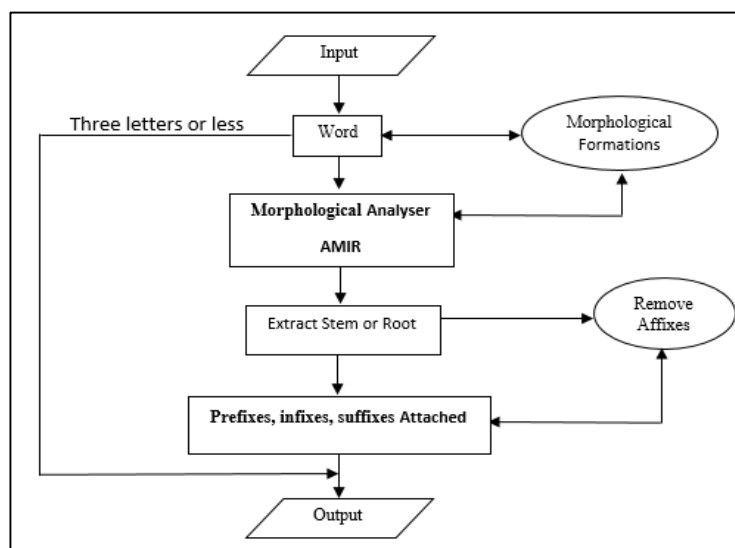 Input
Three letters or less
Word
Morphological
Formations
Morphological Analyser
AMIR
Extract Stem or Root
Remove
Affixes
Prefixes, infixes, suffixes Attached
Output